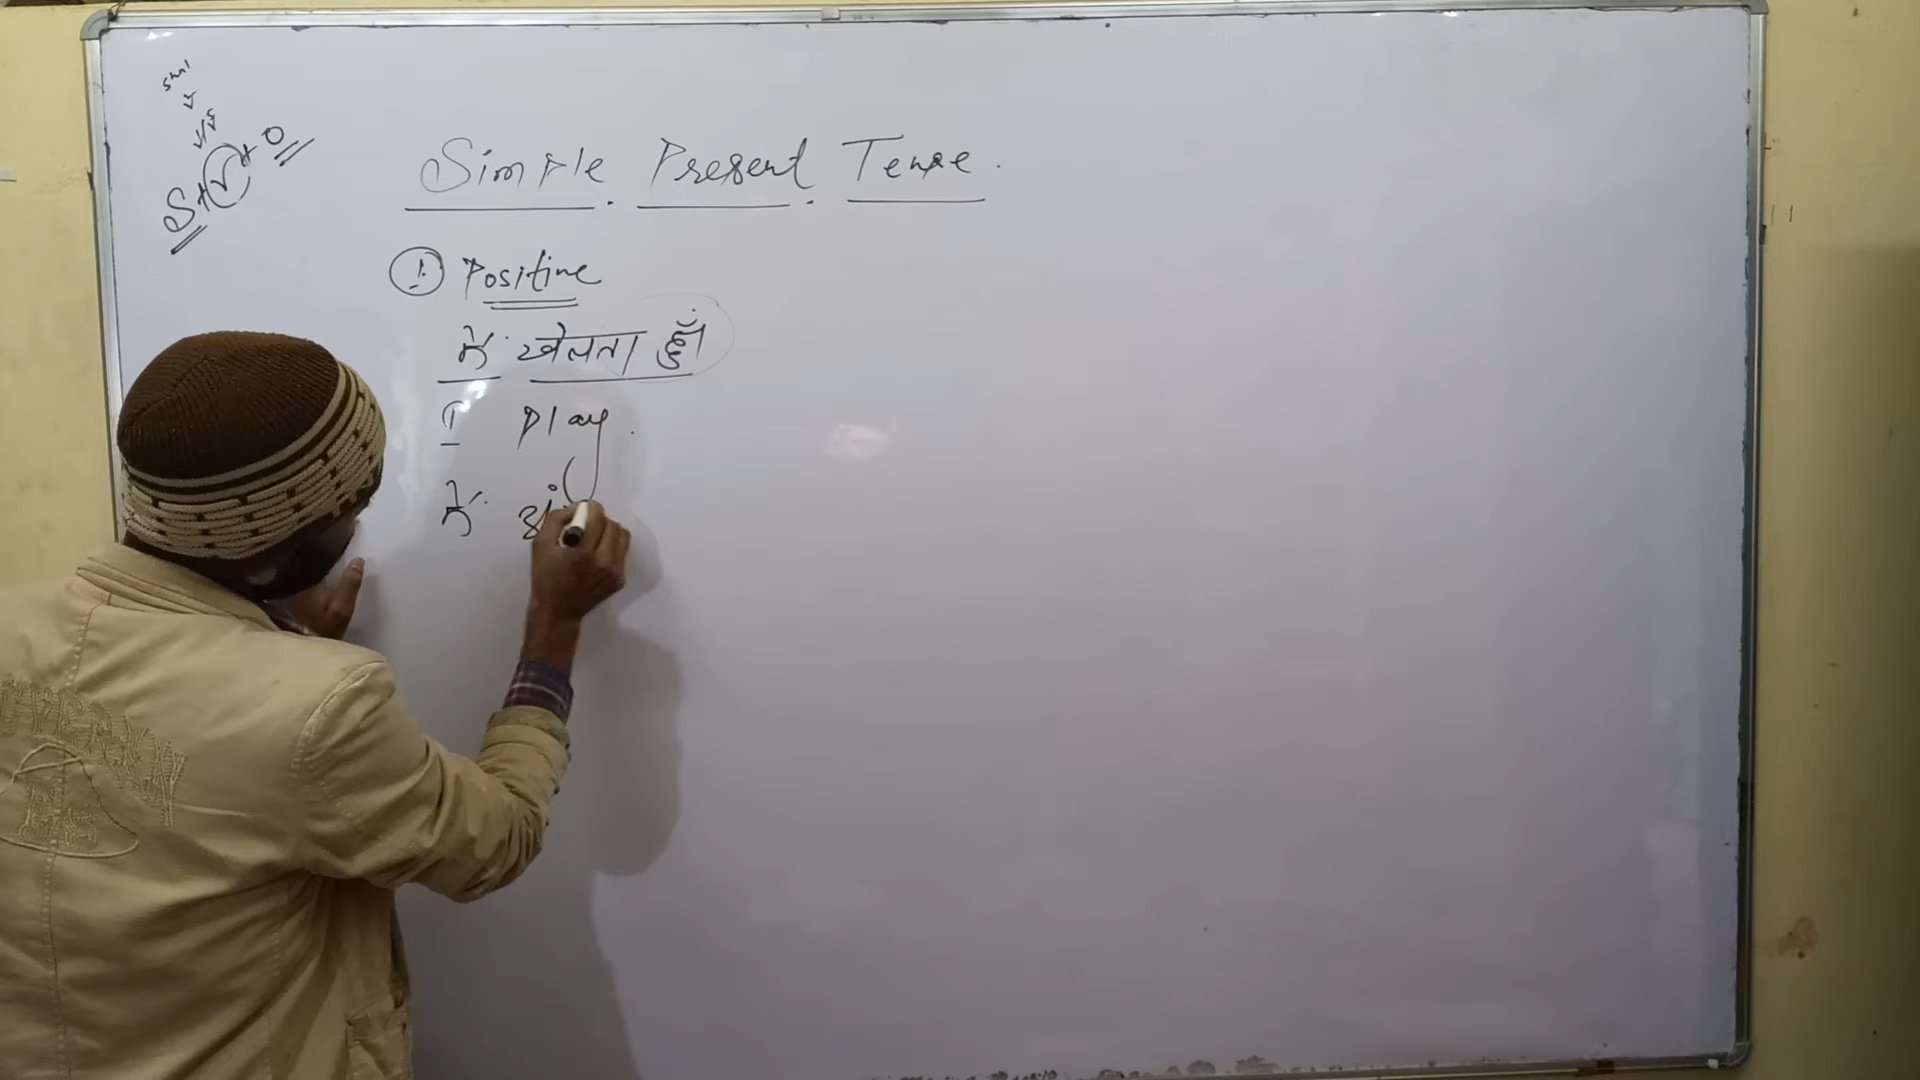 S+V+O
Simple Present Tense.
① Positive
मैं खेलता हूँ।
I Play.
मैं